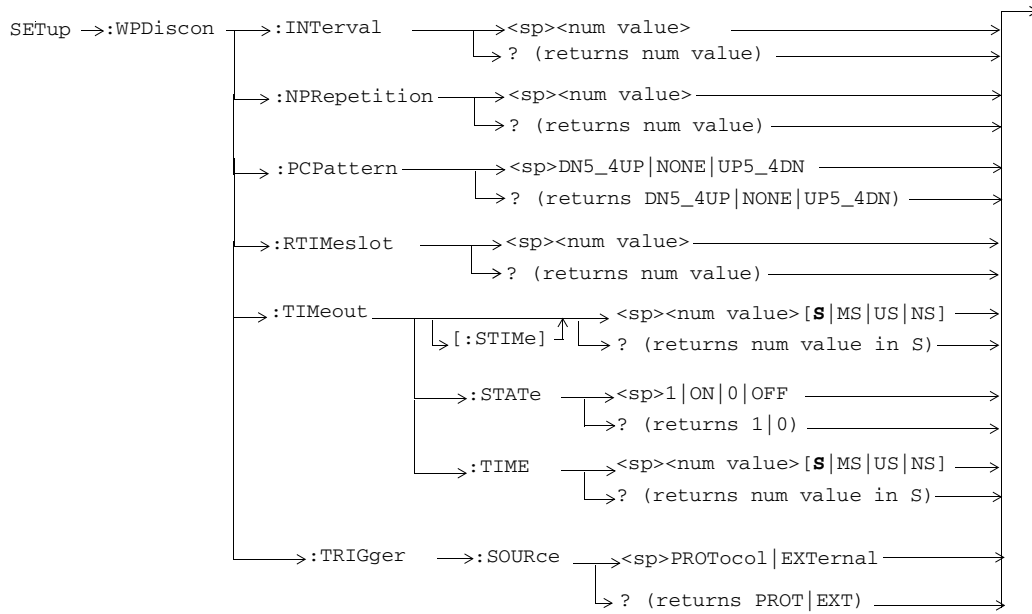 SETup :WPDiscon :INTerval <sp><num value>
? (returns num value)
:NPRepetition <sp><num value>
? (returns num value)
:PCPattern <sp>DN5_4UP|NONE|UP5_4DN
? (returns DN5_4UP|NONE|UP5_4DN)
:RTIMeslot <sp><num value>
? (returns num value)
:TIMeout <sp><num value>[S|MS|US|NS]
[:STIMe] ? (returns num value in S)
:STATe <sp>1|ON|0|OFF
? (returns 1|0)
:TIME <sp><num value>[S|MS|US|NS]
? (returns num value in S)
:TRIGger :SOURce <sp>PROTocol|EXTernal
? (returns PROT|EXT)